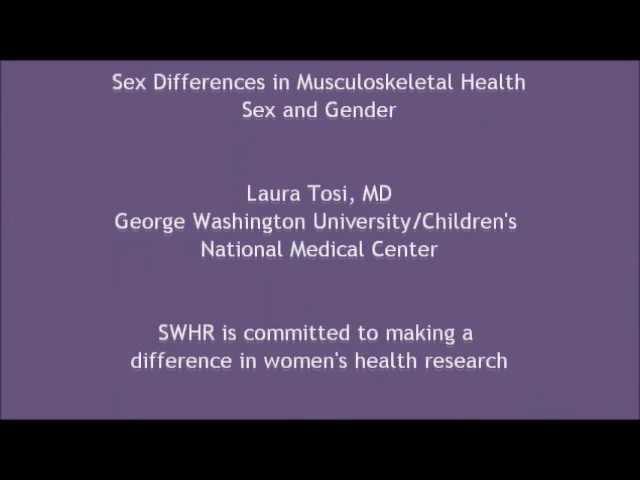 Sex Differences in Musculoskeletal Health
Sex and Gender
Laura Tosi, MD
George Washington University/Children's
National Medical Center
SWHR is committed to making a
difference in women's health research